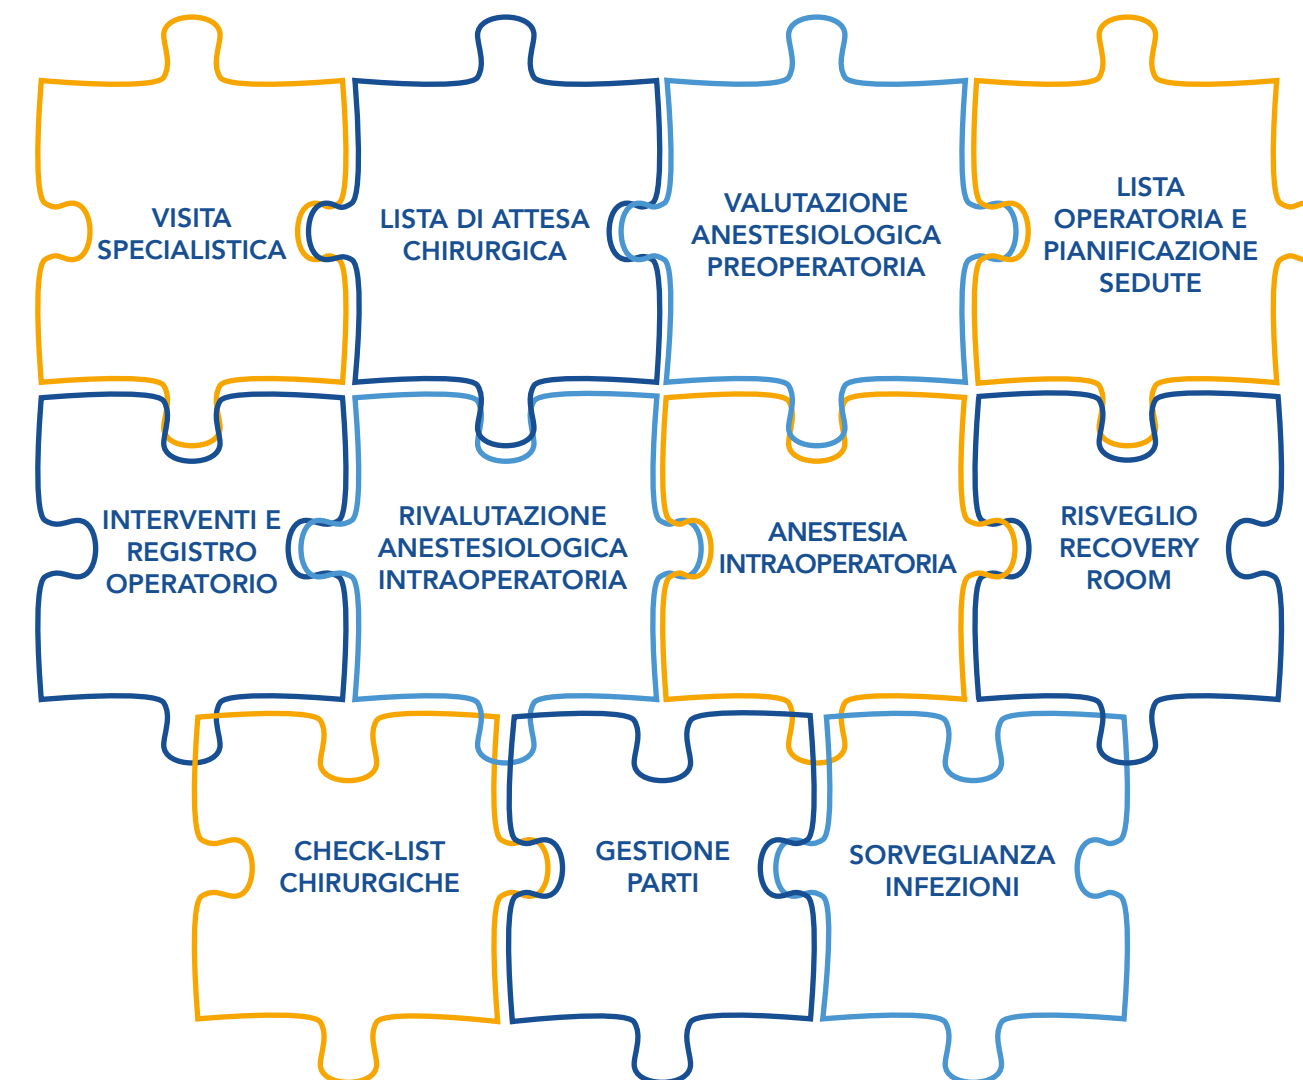 VISITA
SPECIALISTICA
LISTA DI ATTESA
CHIRURGICA
VALUTAZIONE
ANESTESIOLOGICA
PREOPERATORIA
LISTA
OPERATORIA E
PIANIFICAZIONE
SEDUTE
INTERVENTI E
REGISTRO
OPERATORIO
RIVALUTAZIONE
ANESTESIOLOGICA
INTRAOPERATORIA
ANESTESIA
INTRAOPERATORIA
RISVEGLIO
RECOVERY
ROOM
CHECK-LIST
CHIRURGICHE
GESTIONE
PARTI
SORVEGLIANZA
INFEZIONI